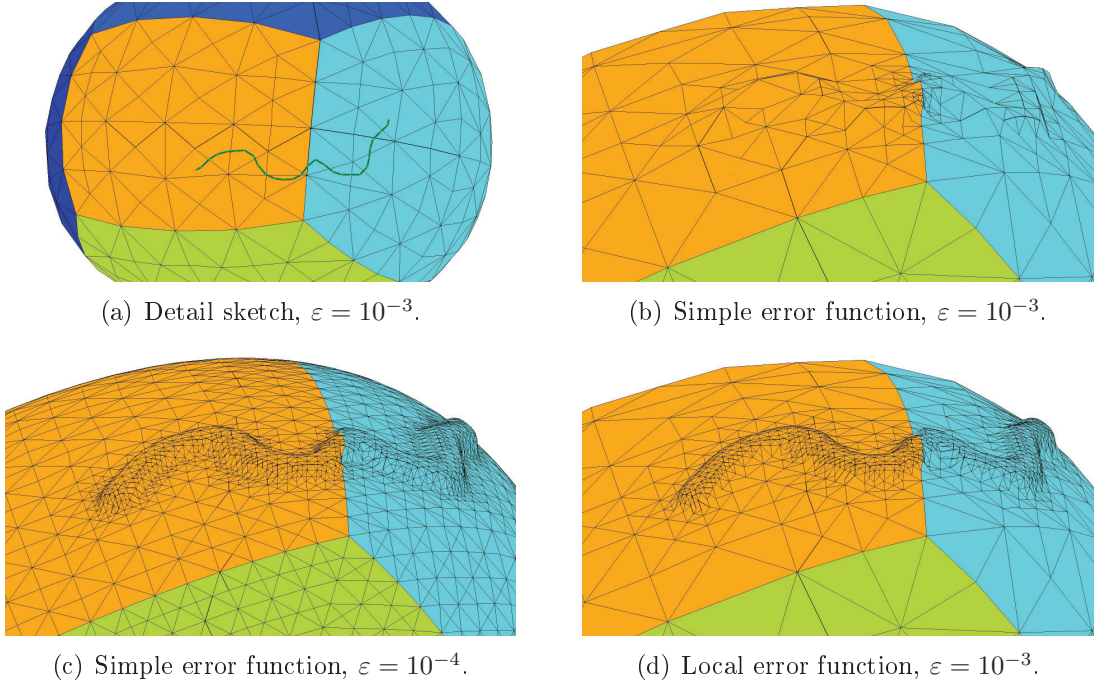 (a) Detail sketch, ε = 10⁻³.
(b) Simple error function, ε = 10⁻³.
(c) Simple error function, ε = 10⁻⁴.
(d) Local error function, ε = 10⁻³.